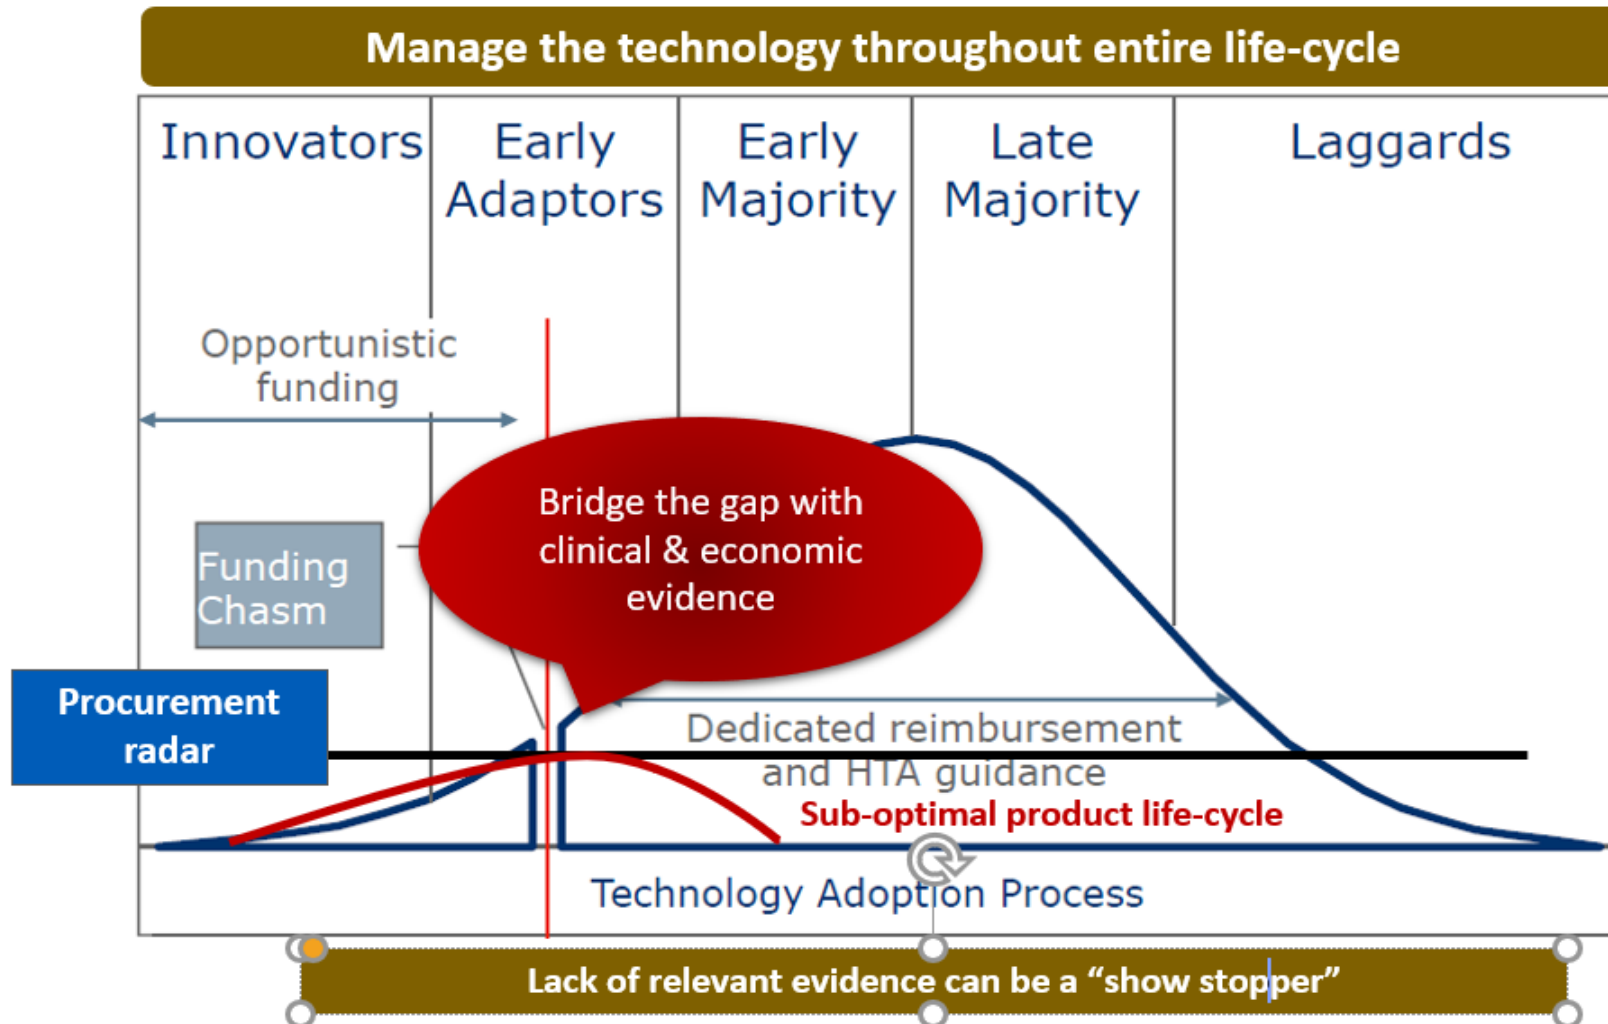 Manage the technology throughout entire life-cycle
Innovators
Early
Adaptors
Early
Majority
Late
Majority
Laggards
Opportunistic
funding
Bridge the gap with
clinical & economic
evidence
Funding
Chasm
Procurement
radar
Dedicated reimbursement
and HTA guidance
Sub-optimal product life-cycle
Technology Adoption Process
Lack of relevant evidence can be a “show stopper”